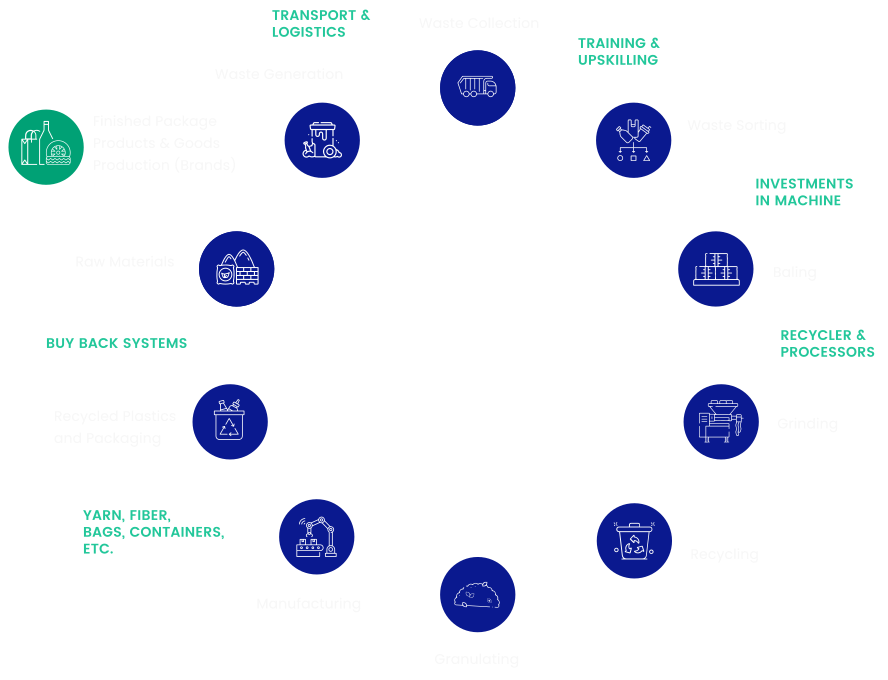 TRANSPORT &
LOGISTICS
Waste Collection
TRAINING &
UPSKILLING
Waste Generation
Finished Package
Products & Goods
Production (Brands)
Waste Sorting
INVESTMENTS
IN MACHINE
Raw Materials
Baling
BUY BACK SYSTEMS
RECYCLER &
PROCESSORS
Recycled Plastics
and Packaging
Grinding
YARN, FIBER,
BAGS, CONTAINERS,
ETC.
Recycling
Manufacturing
Granulating